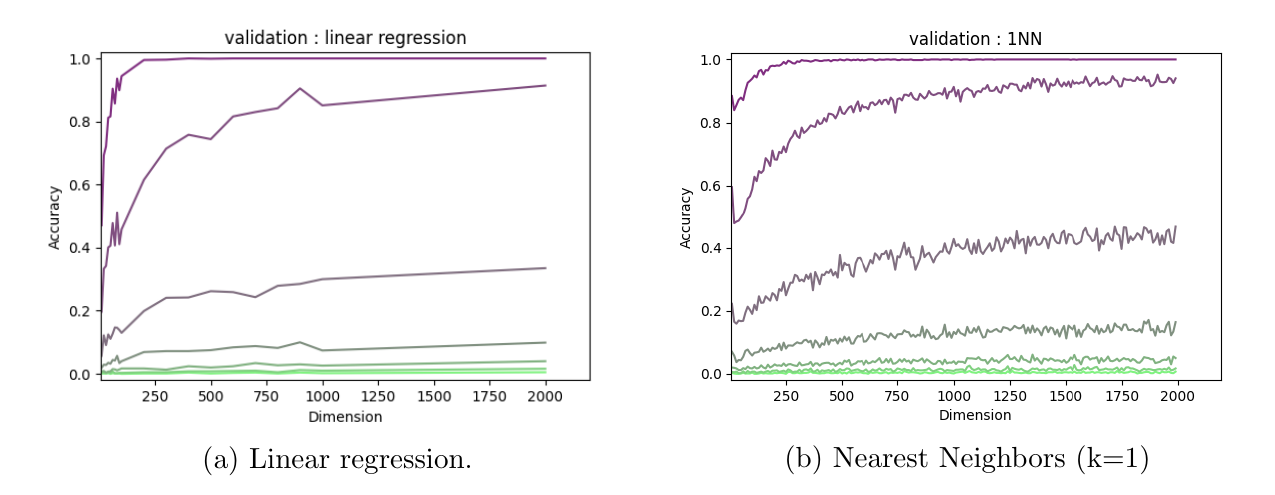 validation : linear regression
1.0
0.8
0.6
0.4
0.2
0.0
Accuracy
250 500 750 1000 1250 1500 1750 2000
Dimension
(a) Linear regression.
validation : 1NN
1.0
0.8
0.6
0.4
0.2
0.0
Accuracy
250 500 750 1000 1250 1500 1750 2000
Dimension
(b) Nearest Neighbors (k=1)